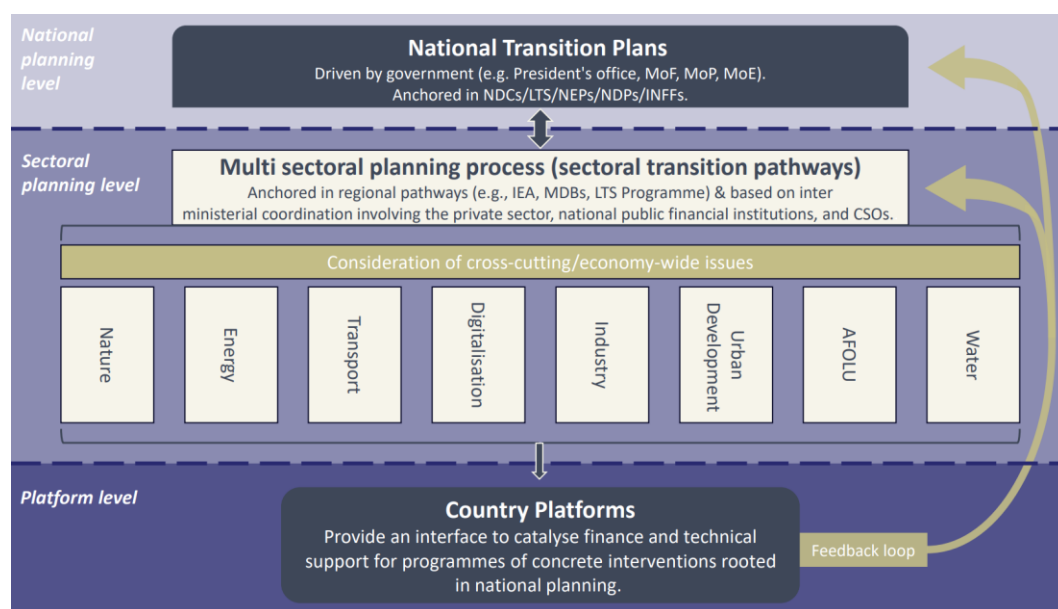 National
planning
level
National Transition Plans
Driven by government (e.g. President's office, MoF, MoP, MoE).
Anchored in NDCs/LTS/NEPs/NDPs/INFFs.
Sectoral
planning level
Multi sectoral planning process (sectoral transition pathways)
Anchored in regional pathways (e.g., IEA, MDBs, LTS Programme) & based on inter
ministerial coordination involving the private sector, national public financial institutions, and CSOs.
Consideration of cross-cutting/economy-wide issues
Nature
Energy
Transport
Digitalisation
Industry
Urban
Development
AFOLU
Water
Platform level
Country Platforms
Provide an interface to catalyse finance and technical
support for programmes of concrete interventions rooted
in national planning.
Feedback loop